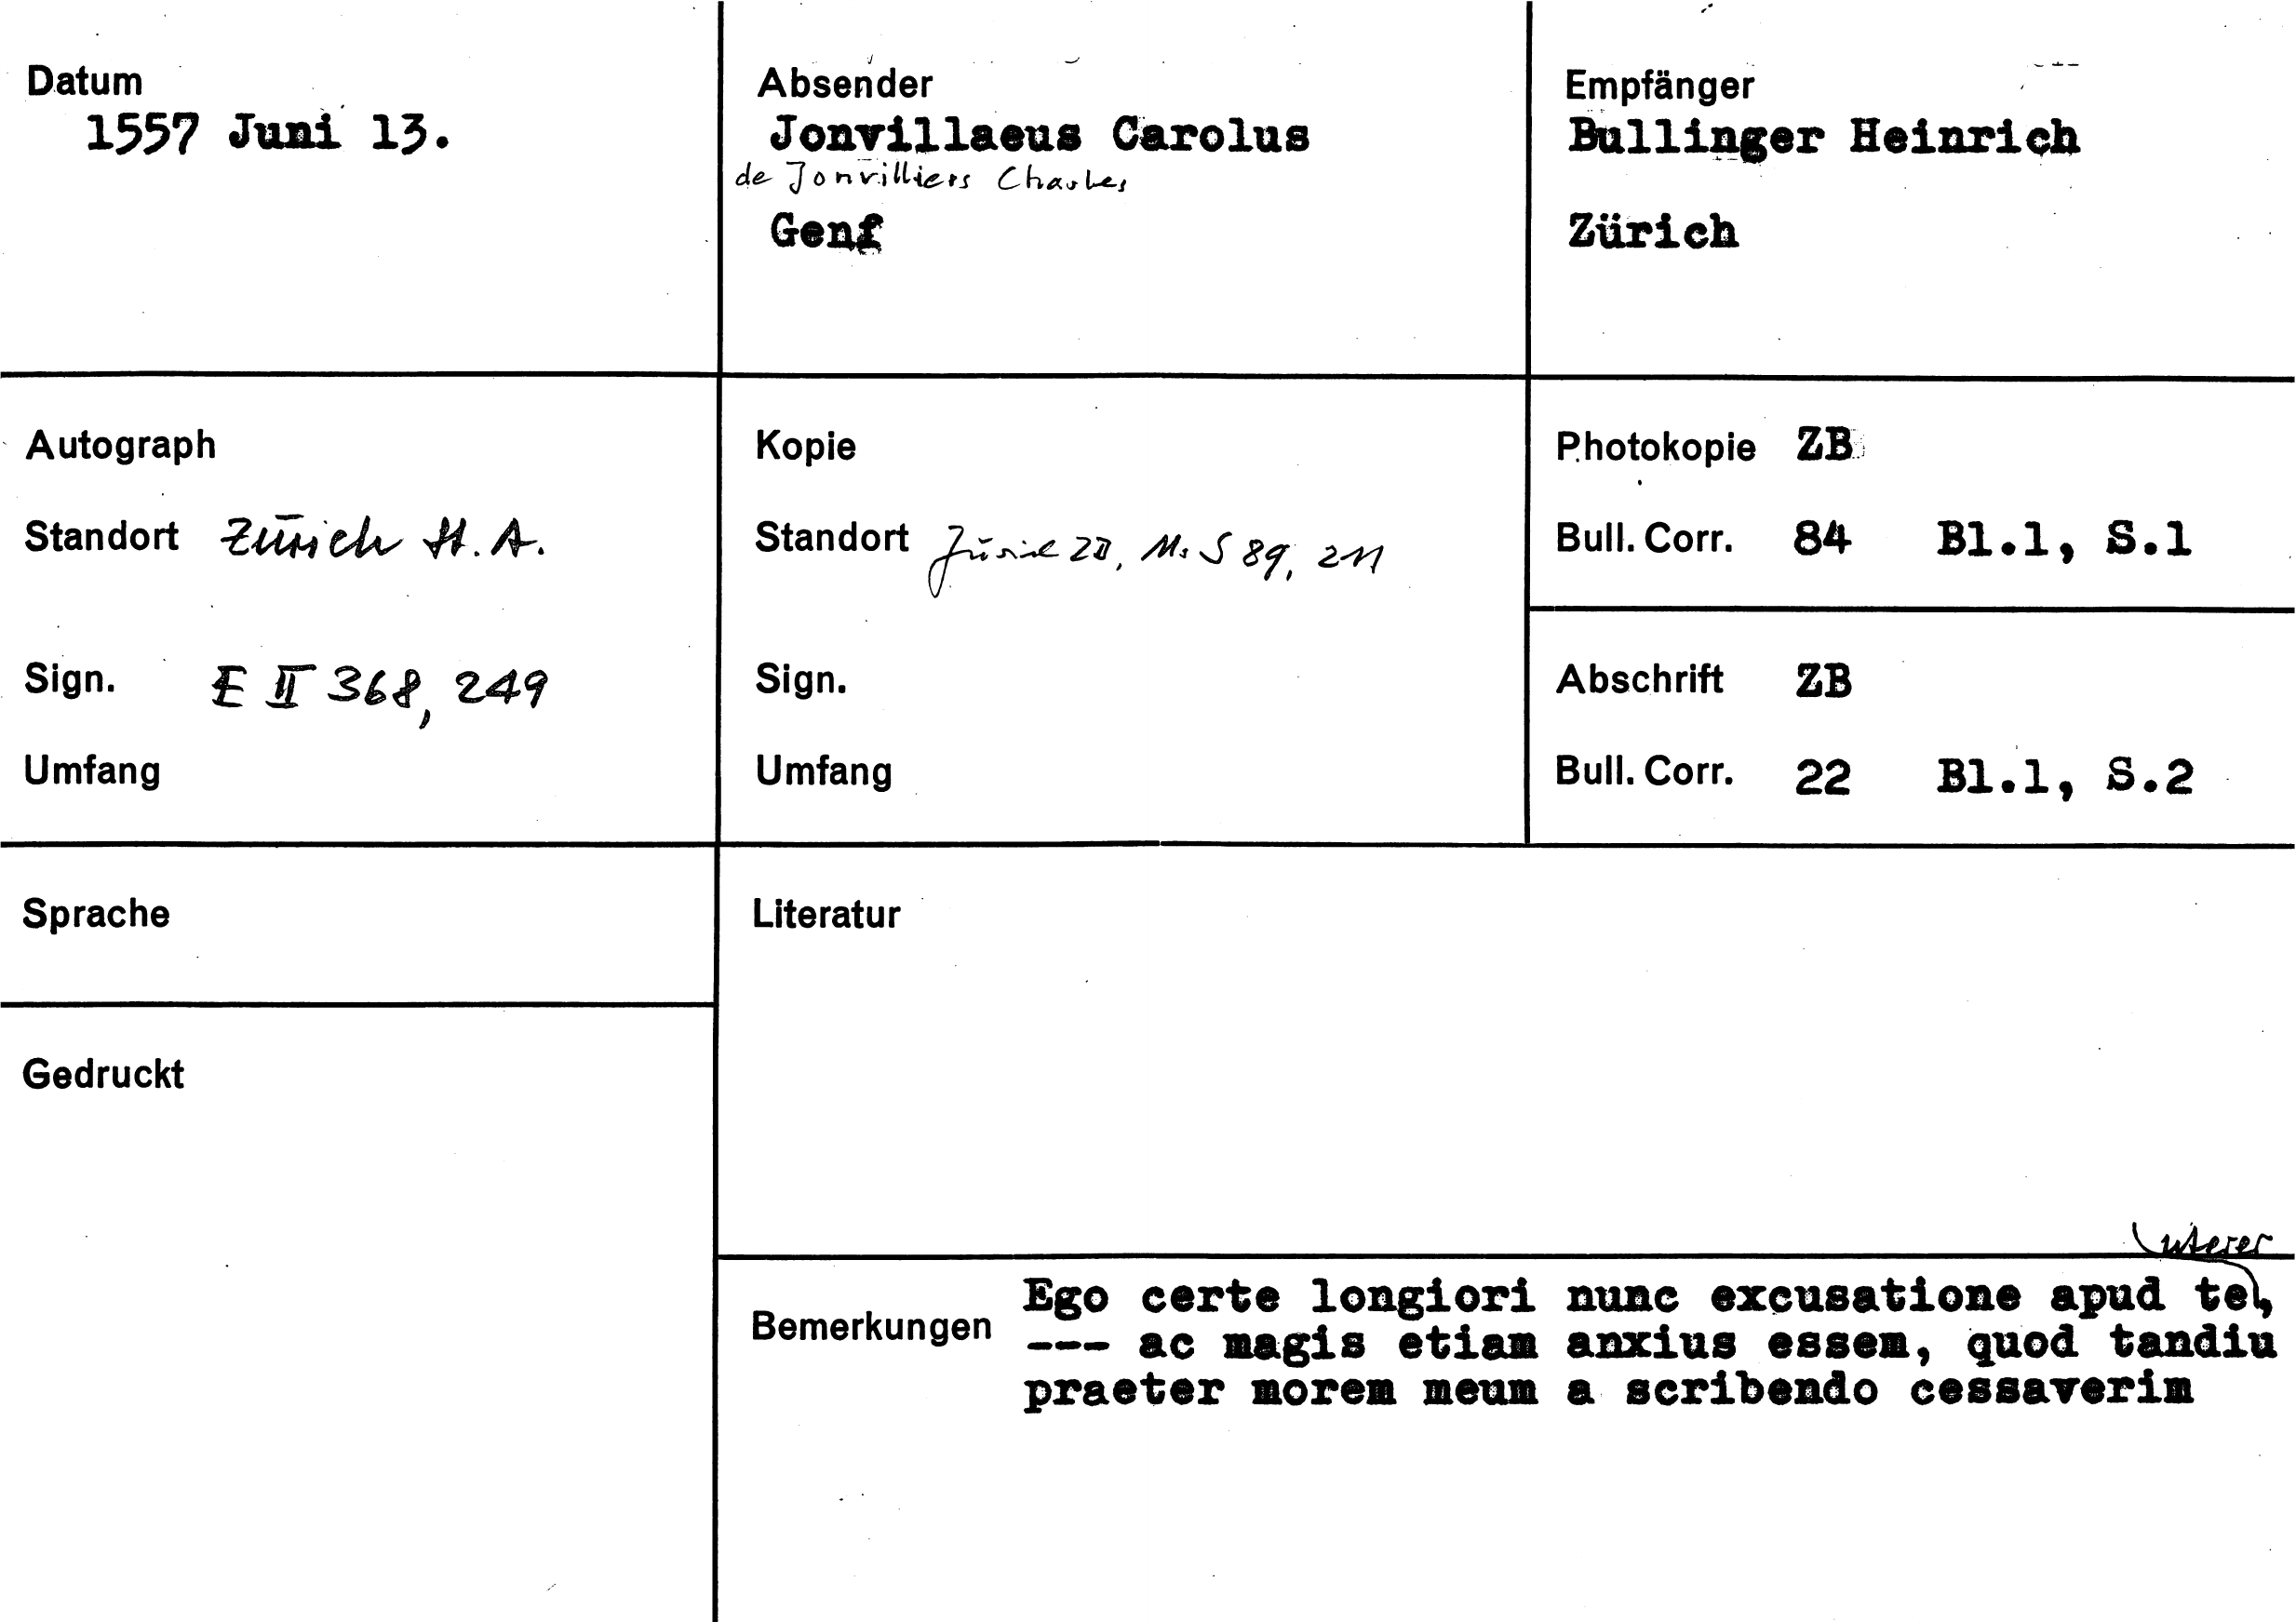 Datum
1557 Juni 13.
Absender
Jonvillaeus Carolus
de Jonvilliers Charles
Genf
Empfänger
Bullinger Heinrich
Zürich
Autograph
Standort Zürich St. A.
Sign. E II 368, 249
Umfang
Kopie
Standort Zürich ZB, Ms S 89, 211
Sign.
Umfang
Photokopie ZB
Bull. Corr. 84 Bl.1, S.1
Abschrift ZB
Bull. Corr. 22 Bl.1, S.2
Sprache
Gedruckt
Literatur
Bemerkungen
uterer
Ego certe longiori nunc excusatione apud te,
--- ac magis etiam anxius essem, quod tandiu
praeter morem meum a scribendo cessaverim